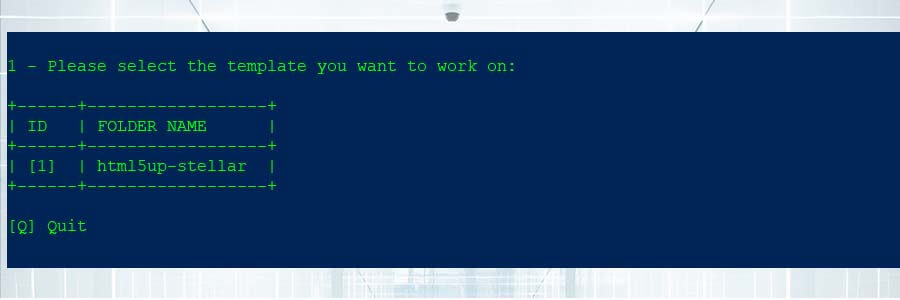 1 - Please select the template you want to work on:
+------+------------------+
| ID   | FOLDER NAME      |
+------+------------------+
| [1]  | html5up-stellar  |
+------+------------------+
[Q] Quit